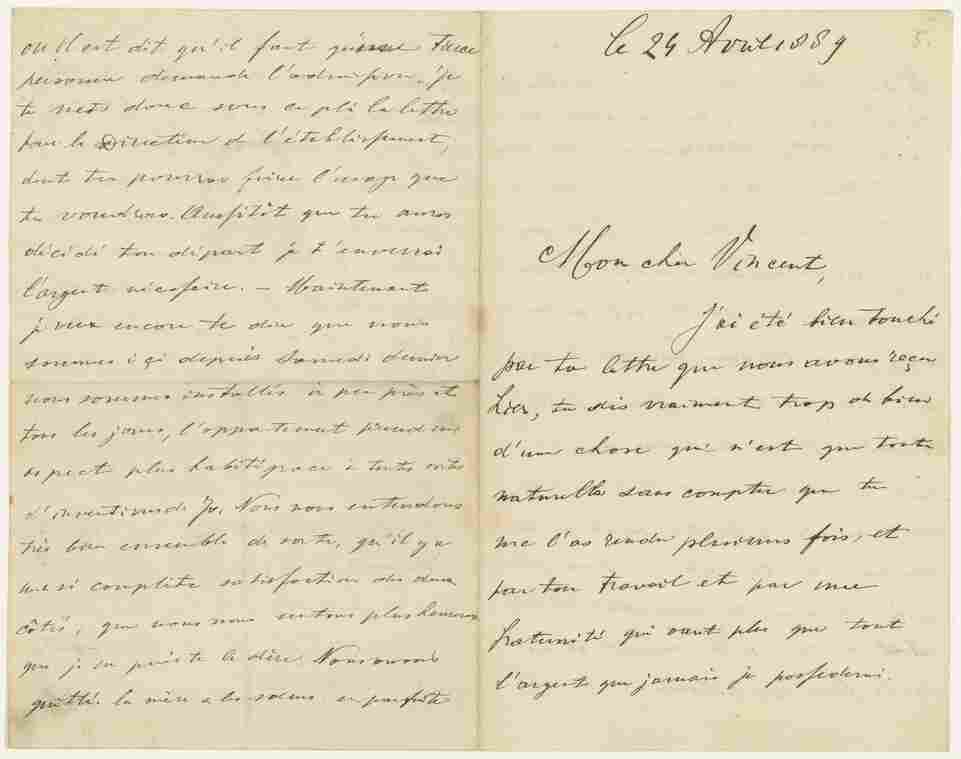 5.
le 24 Avril 1889
Mon cher Vincent,
J'ai été bien touché
par ta lettre que nous avons reçu
hier, tu dis vraiment trop de bien
d'une chose qui n'est que toute
naturelle sans compter que tu
me l'as rendu plusieurs fois, et
par ton travail et par une
fraternité qui vaut plus que tout
l'argent que jamais je possederai.
où il est dit qu'il faut qu'une tierce
personne demande l'admission. je
te mets donc sous ce pli la lettre
pour le Direction de l'établissement,
dont tu pourras faire l'usage que
tu voudras. Aussitôt que tu auras
décidé ton départ je t'enverrai
l'argent nécessaire. – Maintenant
je veux encore te dire que nous
sommes içi depuis Samedi dernier
nous sommes installés à peu près et
tous les jours, l'appartement prend un
aspect plus habité grace à toute sortes
d'inventions de Jo. Nous nous entendons
très bien ensemble de sorte, qu'il y a
une si complète satisfaction des deux
côtés, que nous nous sentons plus heureux
que je ne puis te le dire. Nous avons
quitté la mère & les soeurs en parfaite